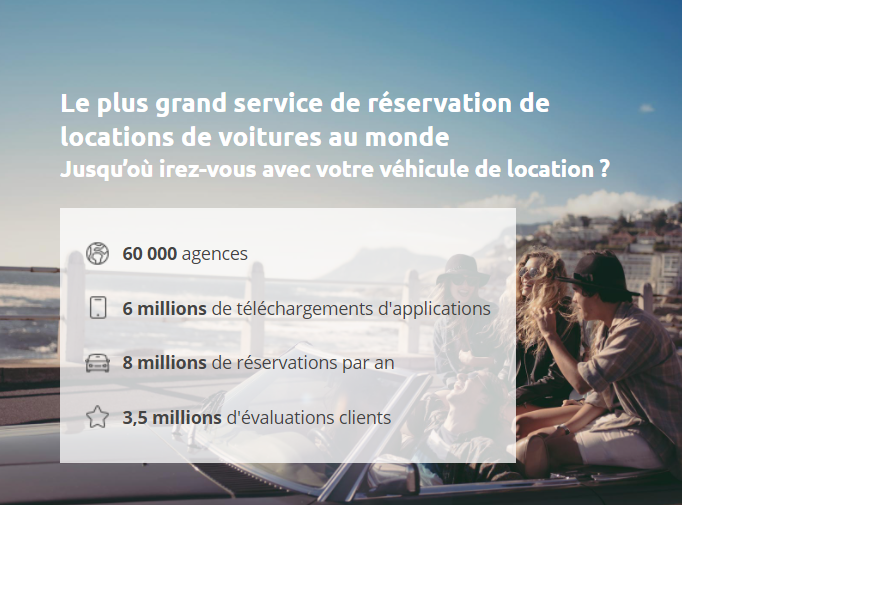 Le plus grand service de réservation de
locations de voitures au monde
Jusqu’où irez-vous avec votre véhicule de location ?
60 000 agences
6 millions de téléchargements d'applications
8 millions de réservations par an
3,5 millions d'évaluations clients